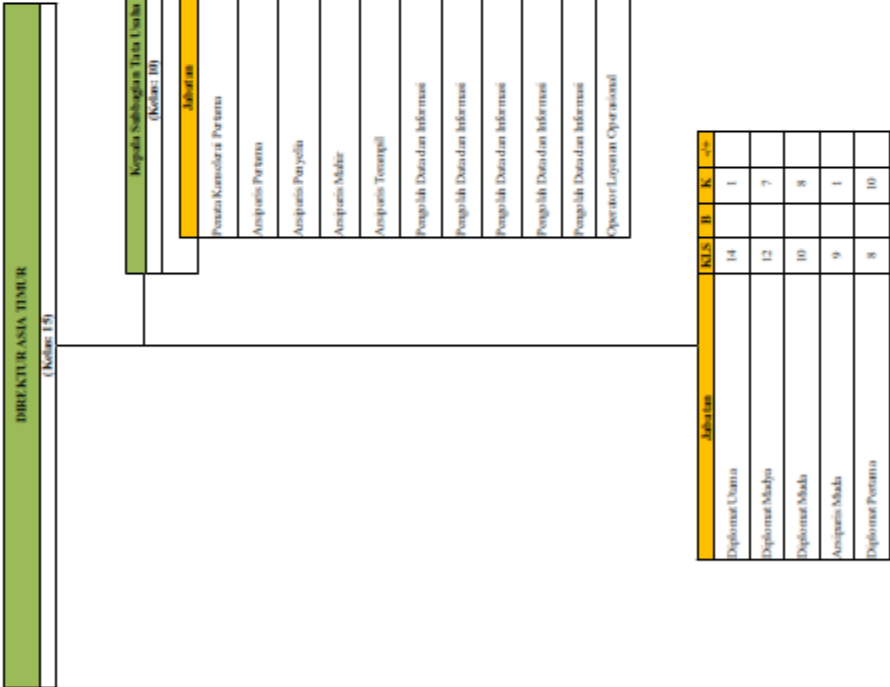 DIREKTUR ASIA TIMUR
( Kelas: 15)
Kepala Subbagian Tata Usaha
(Kelas: 10)
Jabatan
Penata Kanselerai Pertama
Arsiparis Pertama
Arsiparis Penyelia
Arsiparis Mahir
Arsiparis Terampil
Pengolah Data dan Informasi
Pengolah Data dan Informasi
Pengolah Data dan Informasi
Pengolah Data dan Informasi
Pengolah Data dan Informasi
Operator Layanan Operasional
Jabatan KLS B K -/+
Diplomat Utama 14 1
Diplomat Madya 12 7
Diplomat Muda 10 8
Arsiparis Muda 9 1
Diplomat Pertama 8 10